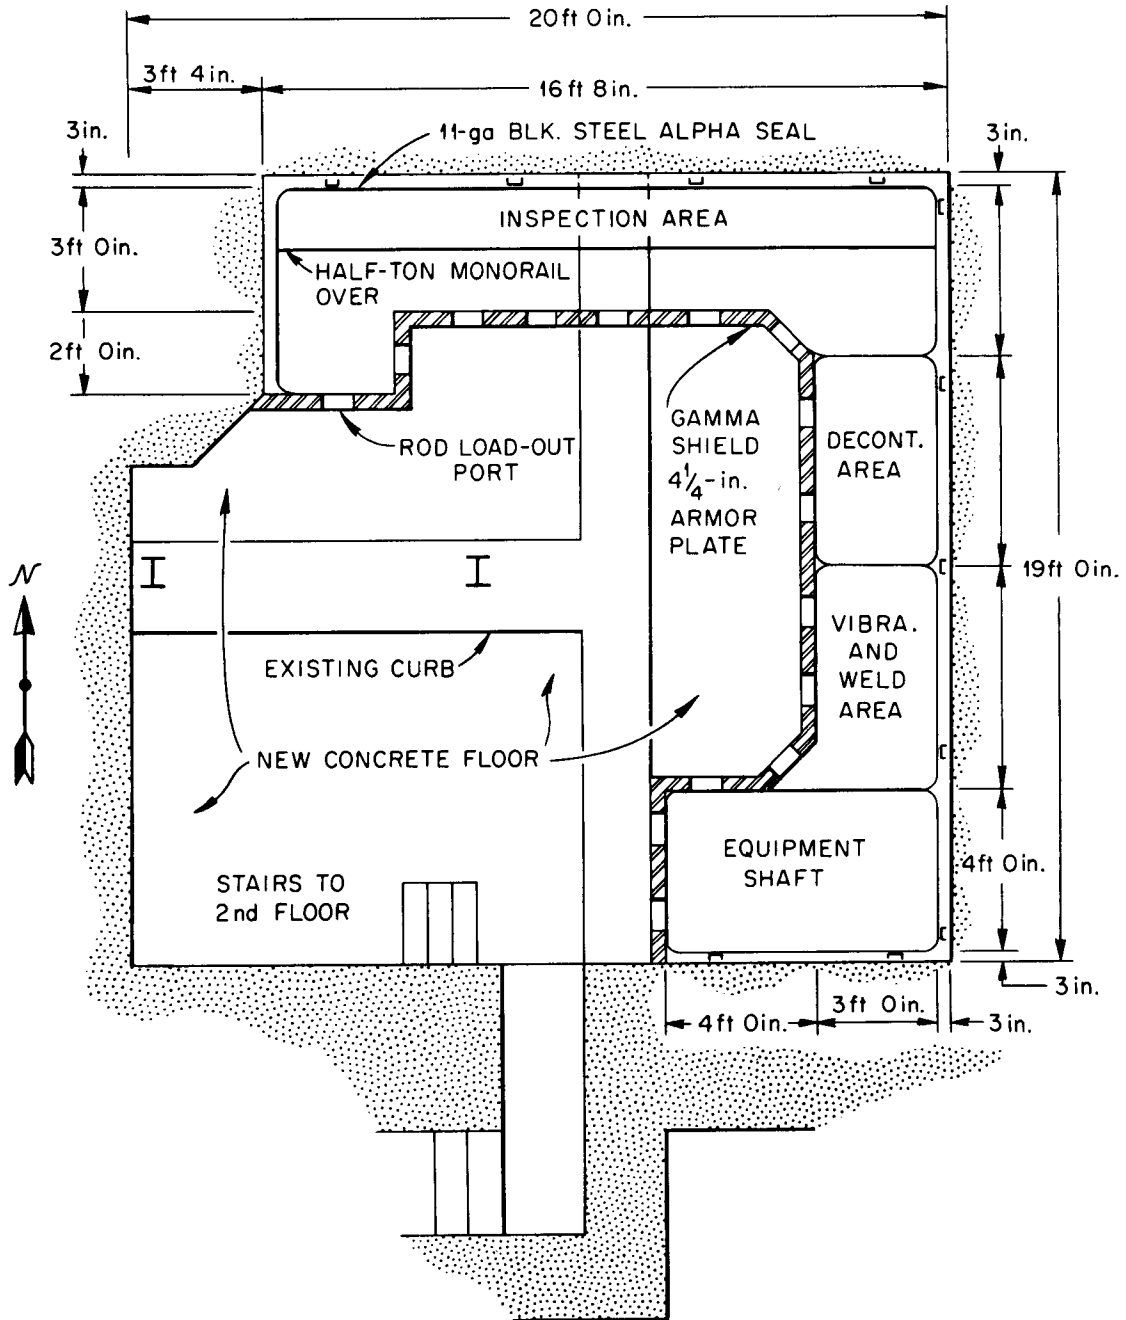 20ft 0in.
3ft 4in.
16ft 8in.
3in.
11-ga BLK. STEEL ALPHA SEAL
3in.
INSPECTION AREA
3ft 0in.
HALF-TON MONORAIL
OVER
2ft 0in.
ROD LOAD-OUT
PORT
GAMMA
SHIELD
4 1/4-in.
ARMOR
PLATE
DECONT.
AREA
N
19ft 0in.
VIBRA.
AND
WELD
AREA
EXISTING CURB
NEW CONCRETE FLOOR
EQUIPMENT
SHAFT
4ft 0in.
STAIRS TO
2nd FLOOR
3in.
4ft 0in.
3ft 0in.
3in.